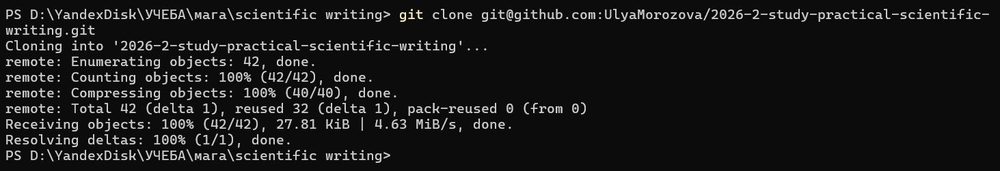 PS D:\YandexDisk\УЧЕБА\мага\scientific writing> git clone git@github.com:UlyaMorozova/2026-2-study-practical-scientific-
writing.git
Cloning into '2026-2-study-practical-scientific-writing'...
remote: Enumerating objects: 42, done.
remote: Counting objects: 100% (42/42), done.
remote: Compressing objects: 100% (40/40), done.
remote: Total 42 (delta 1), reused 32 (delta 1), pack-reused 0 (from 0)
Receiving objects: 100% (42/42), 27.81 KiB | 4.63 MiB/s, done.
Resolving deltas: 100% (1/1), done.
PS D:\YandexDisk\УЧЕБА\мага\scientific writing>